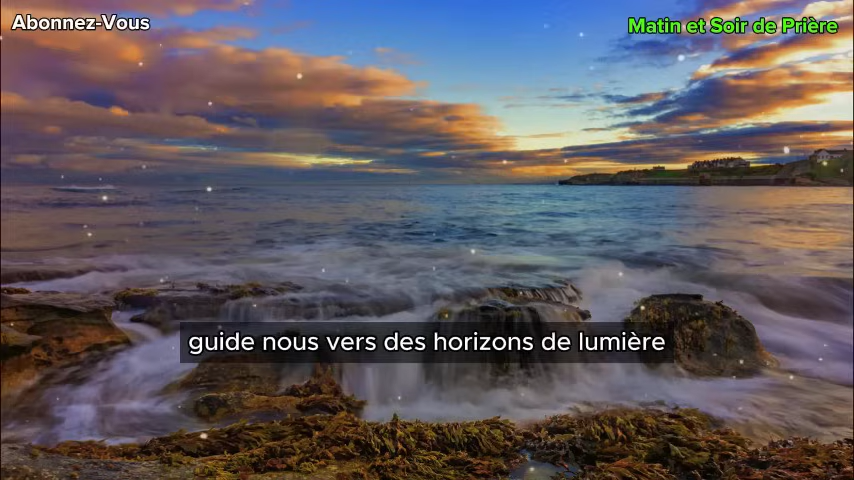 Abonnez-Vous
Matin et Soir de Prière
guide nous vers des horizons de lumière